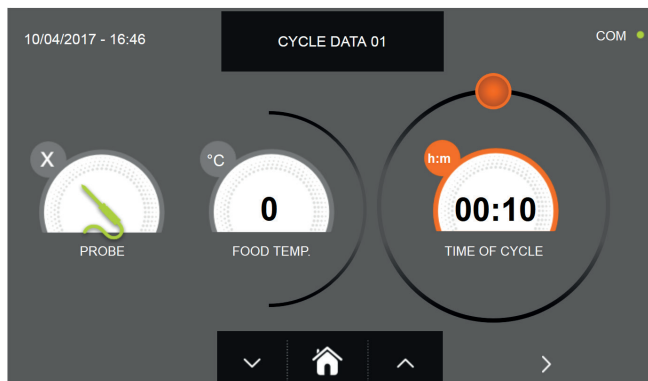 10/04/2017 - 16:46
CYCLE DATA 01
COM
X
°C
h:m
0
00:10
PROBE
FOOD TEMP.
TIME OF CYCLE